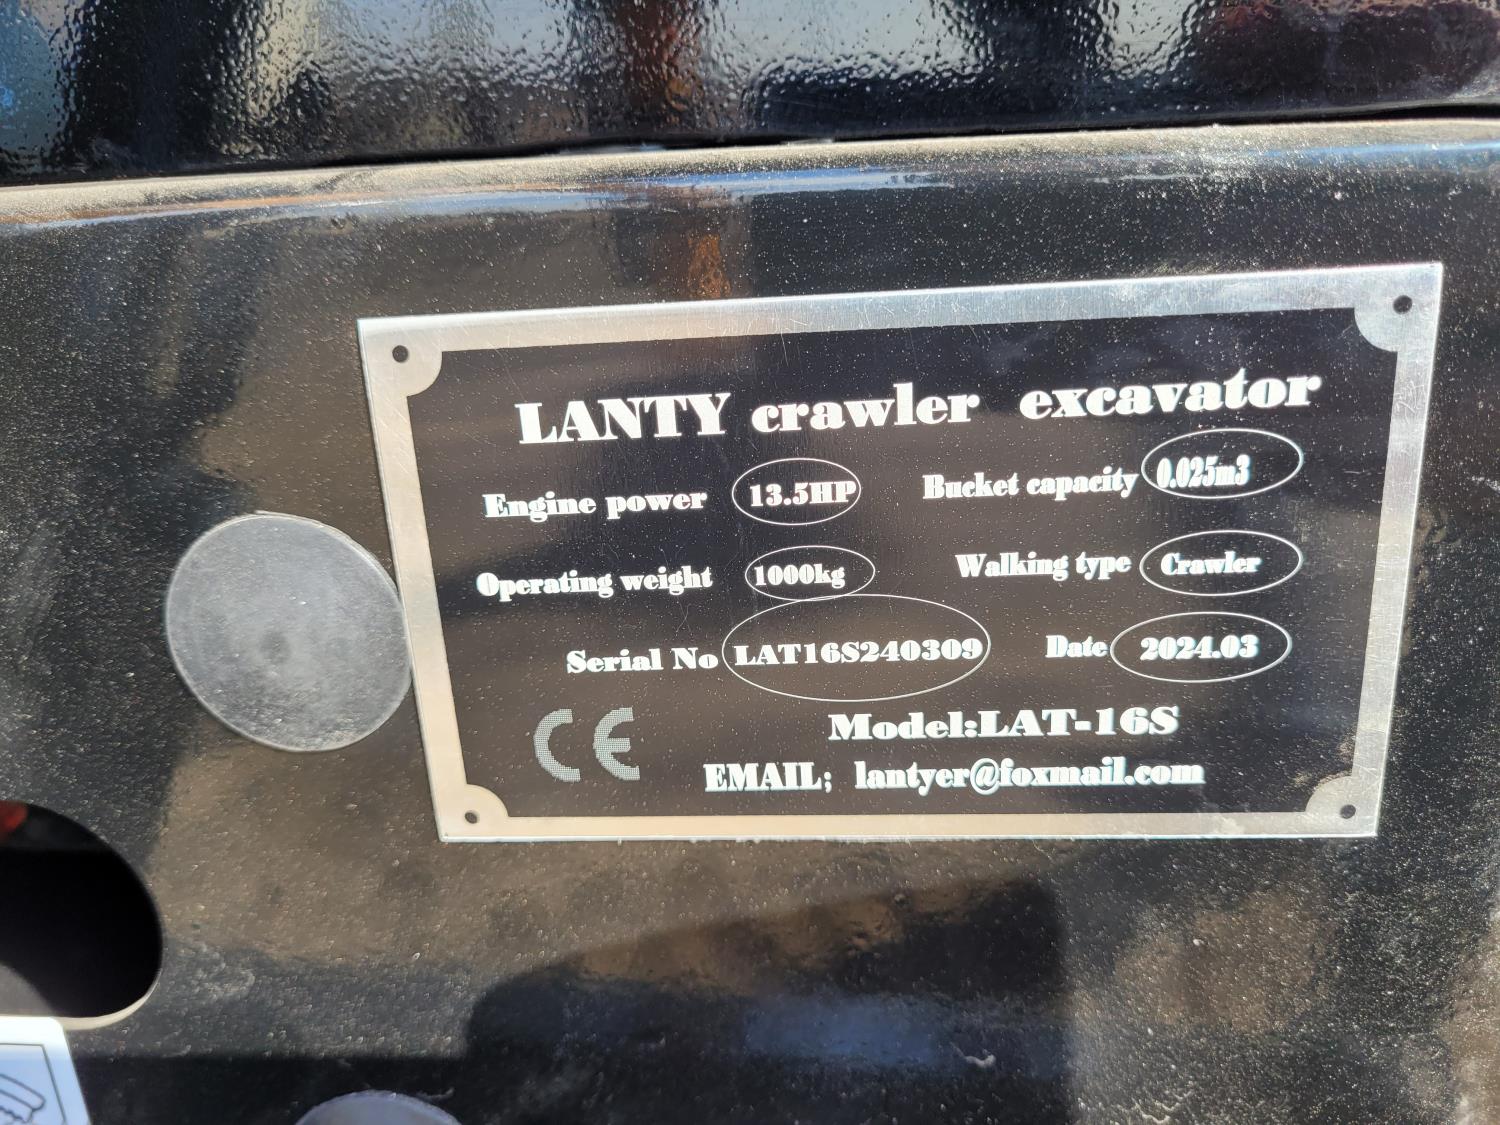 LANTY crawler excavator
Engine power 13.5HP Bucket capacity 0.025m3
Operating weight 1000kg Walking type Crawler
Serial No LAT16S240309 Date 2024.03
CE Model:LAT-16S
EMAIL; lantyer@foxmail.com